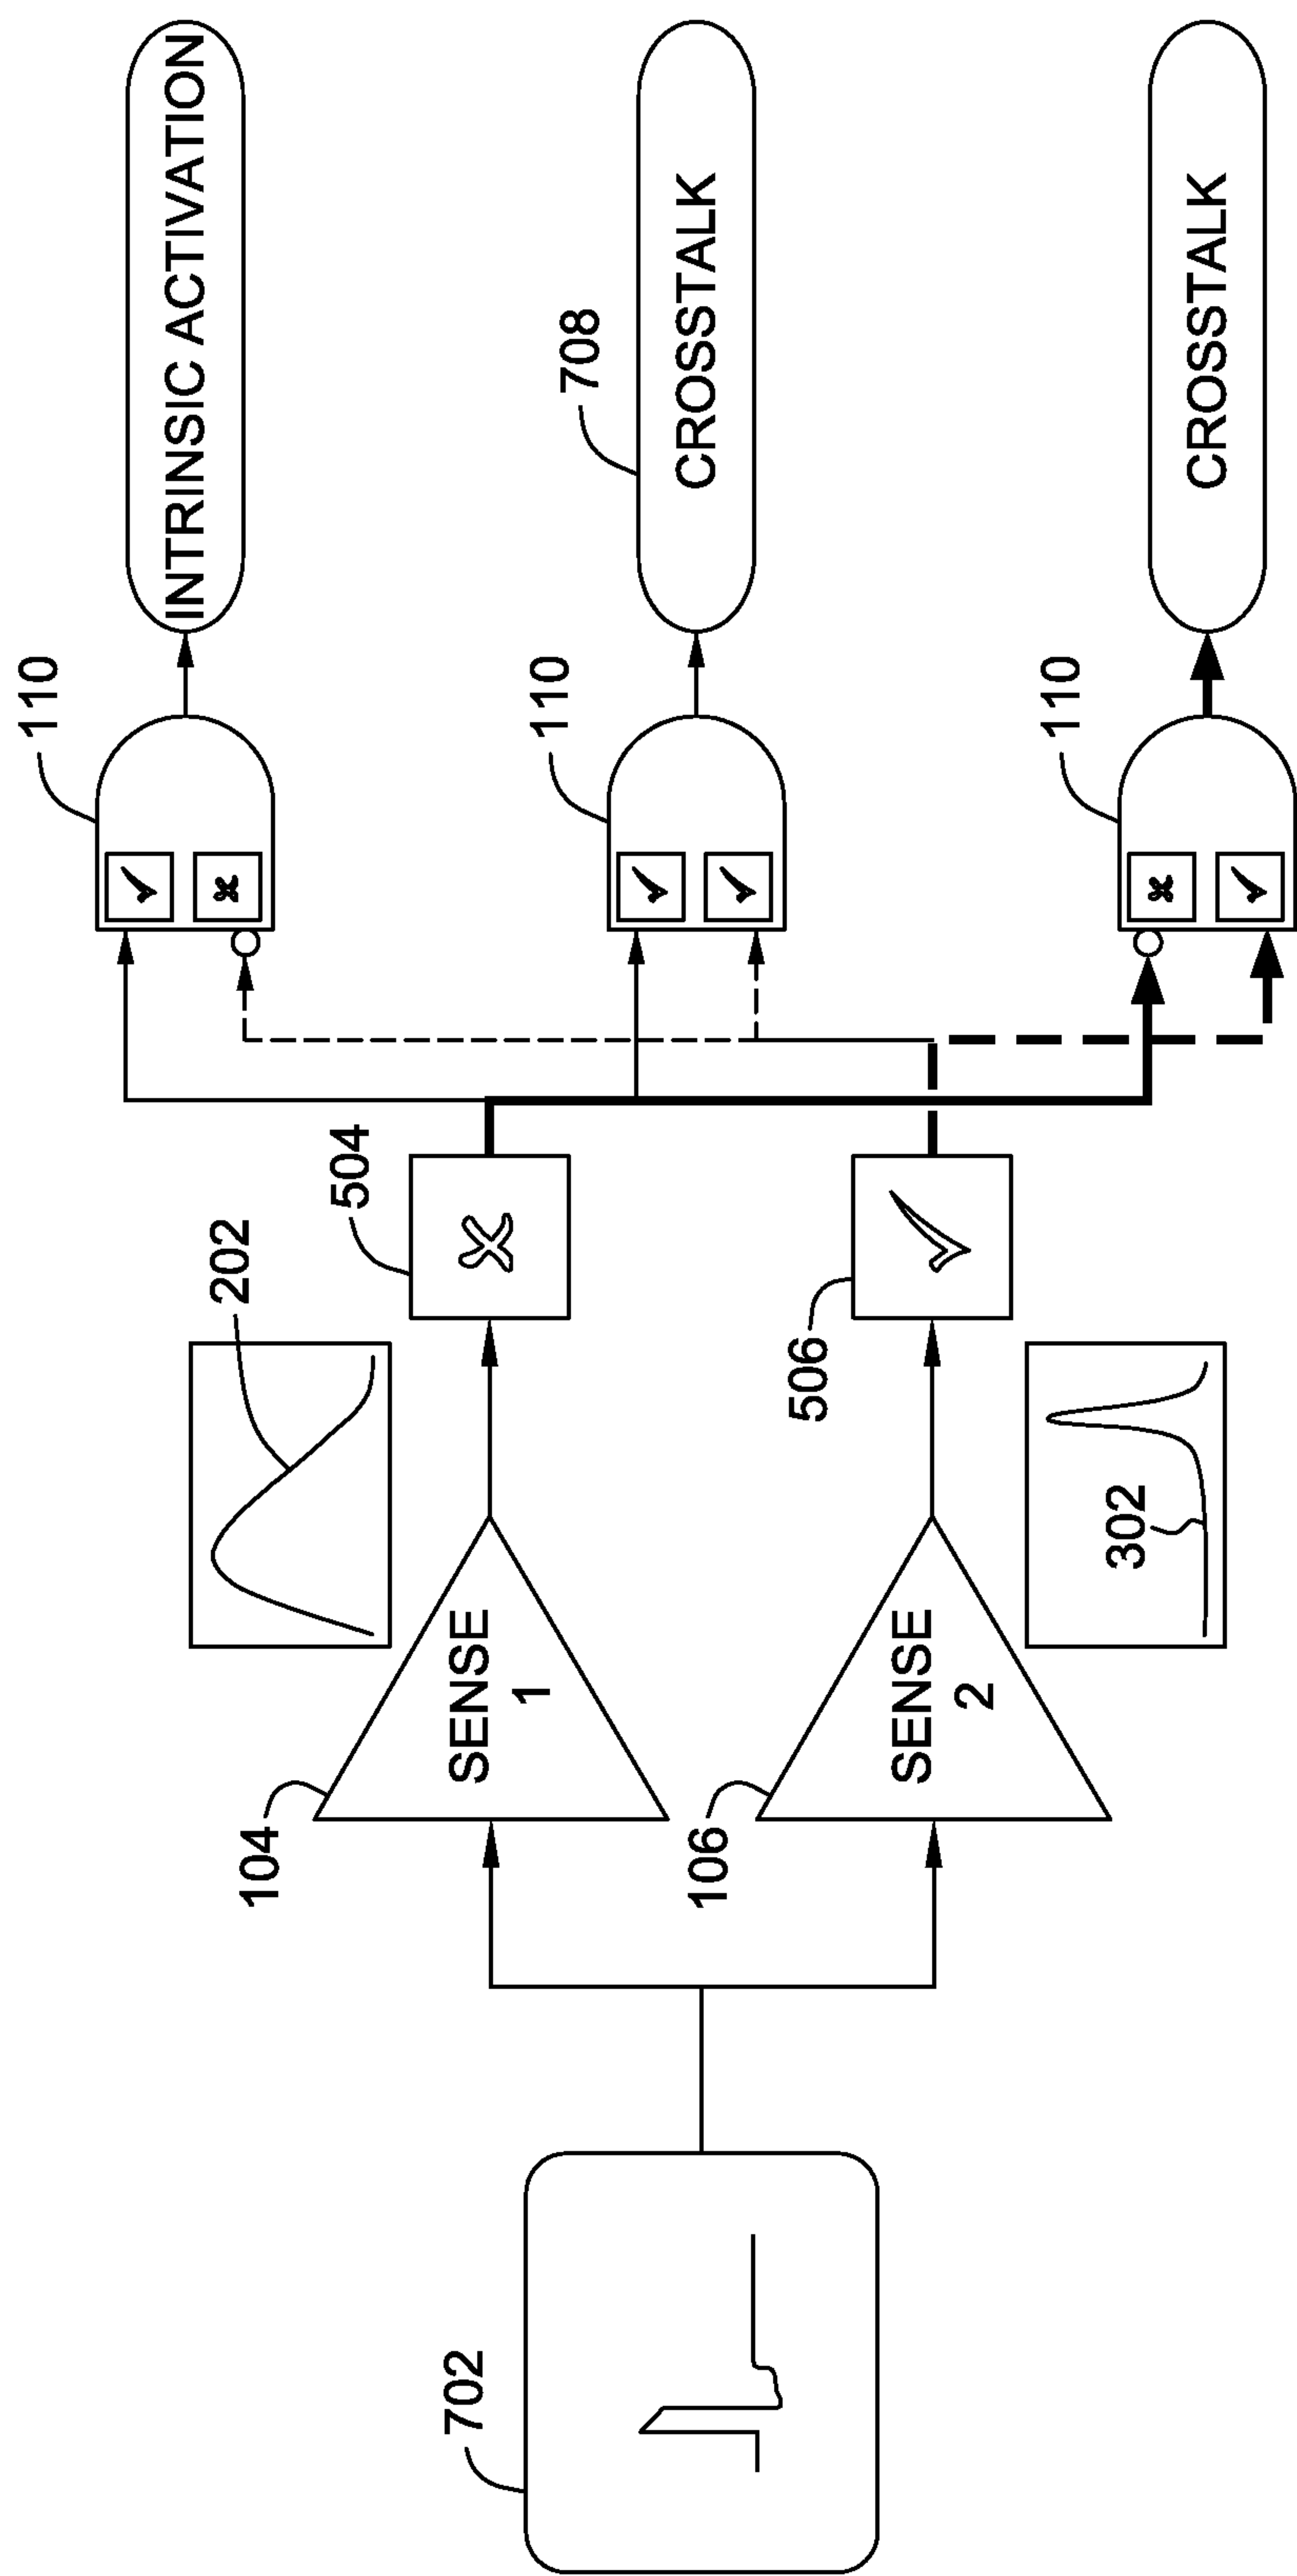 702
104
SENSE
1
202
504
110
INTRINSIC ACTIVATION
110
708
CROSSTALK
106
SENSE
2
302
506
110
CROSSTALK